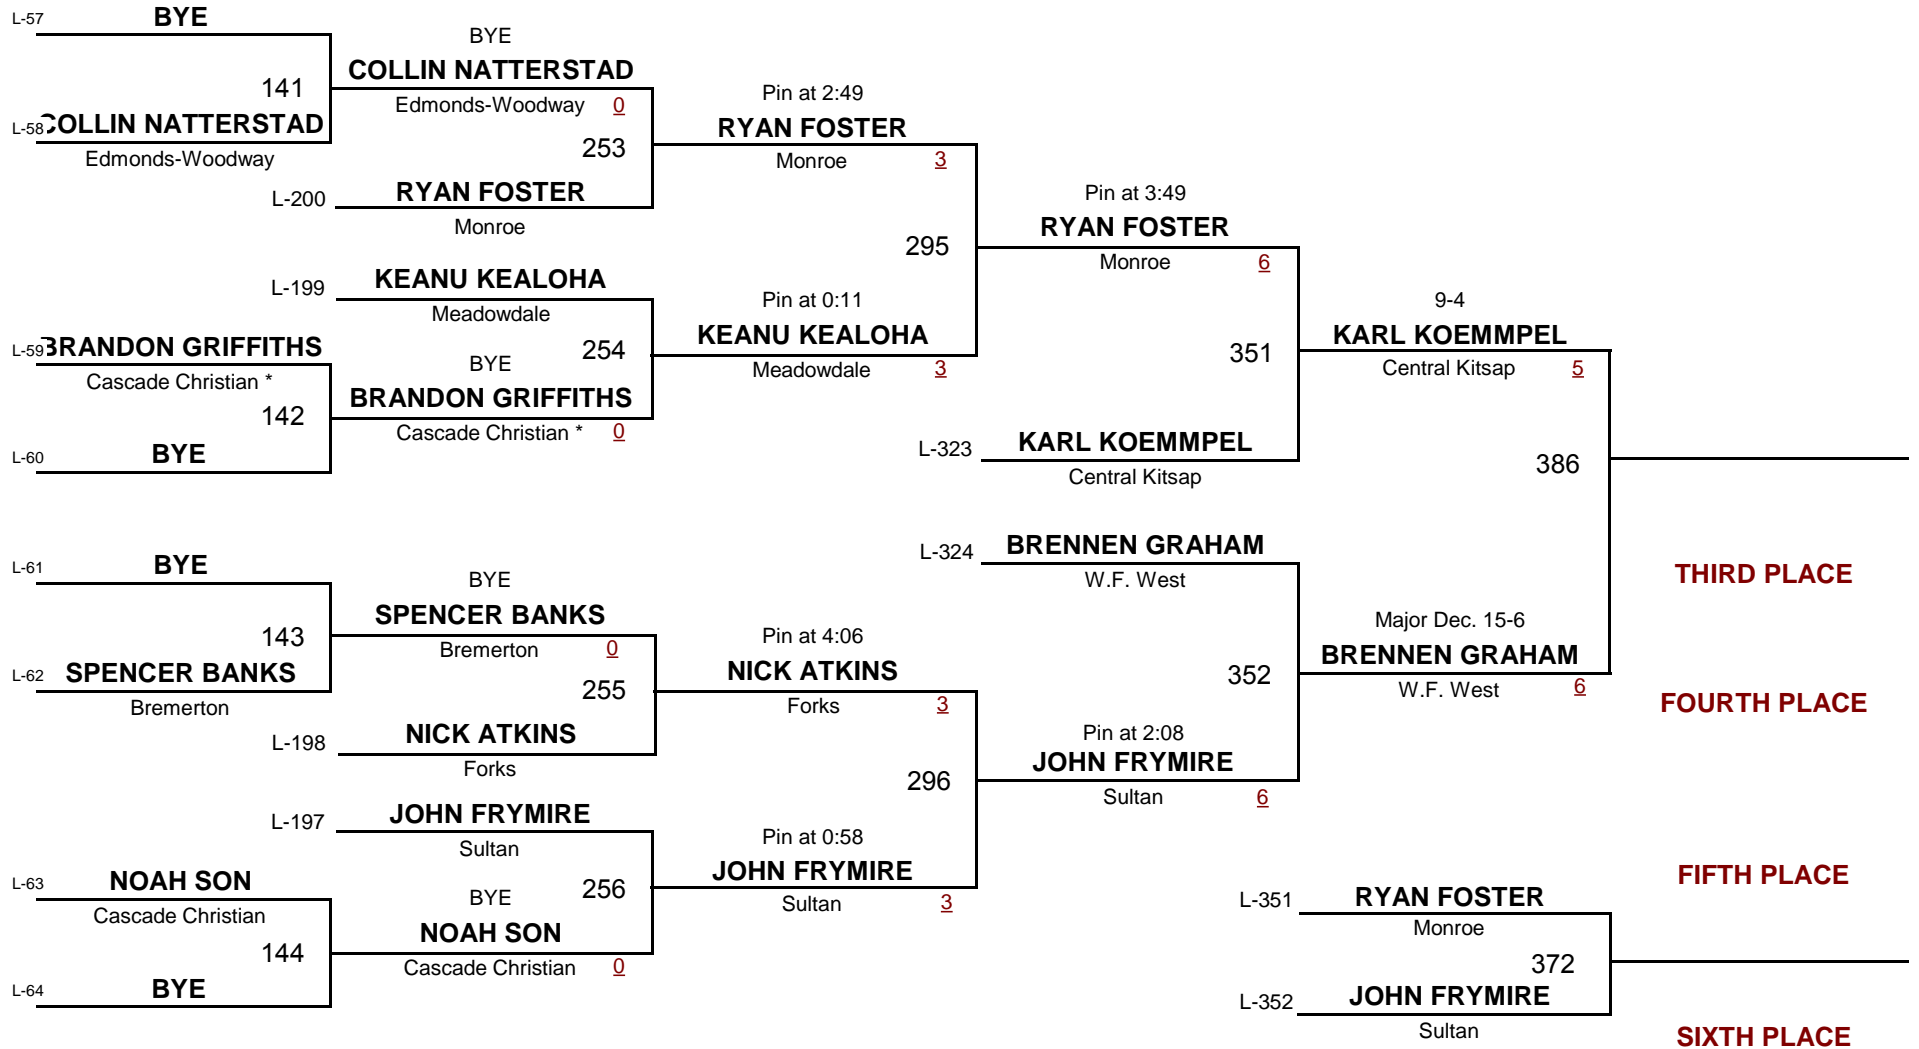 L-57 BYE
BYE
141 COLLIN NATTERSTAD
Edmonds-Woodway 0
L-58 COLLIN NATTERSTAD
Edmonds-Woodway
Pin at 2:49
253 RYAN FOSTER
Monroe 3
L-200 RYAN FOSTER
Monroe
Pin at 3:49
295 RYAN FOSTER
Monroe 6
L-199 KEANU KEALOHA
Meadowdale
Pin at 0:11
254 KEANU KEALOHA
Meadowdale 3
L-59 BRANDON GRIFFITHS
Cascade Christian *
BYE
142 BRANDON GRIFFITHS
Cascade Christian * 0
L-60 BYE
9-4
351 KARL KOEMMPEL
Central Kitsap 5
L-323 KARL KOEMMPEL
Central Kitsap
386
L-324 BRENNEN GRAHAM
W.F. West
THIRD PLACE
L-61 BYE
BYE
143 SPENCER BANKS
Bremerton 0
L-62 SPENCER BANKS
Bremerton
Pin at 4:06
255 NICK ATKINS
Forks 3
Major Dec. 15-6
352 BRENNEN GRAHAM
W.F. West 6
FOURTH PLACE
L-198 NICK ATKINS
Forks
Pin at 2:08
296 JOHN FRYMIRE
Sultan 6
L-197 JOHN FRYMIRE
Sultan
Pin at 0:58
256 JOHN FRYMIRE
Sultan 3
L-63 NOAH SON
Cascade Christian
BYE
144 NOAH SON
Cascade Christian 0
L-64 BYE
FIFTH PLACE
L-351 RYAN FOSTER
Monroe
372
L-352 JOHN FRYMIRE
Sultan
SIXTH PLACE